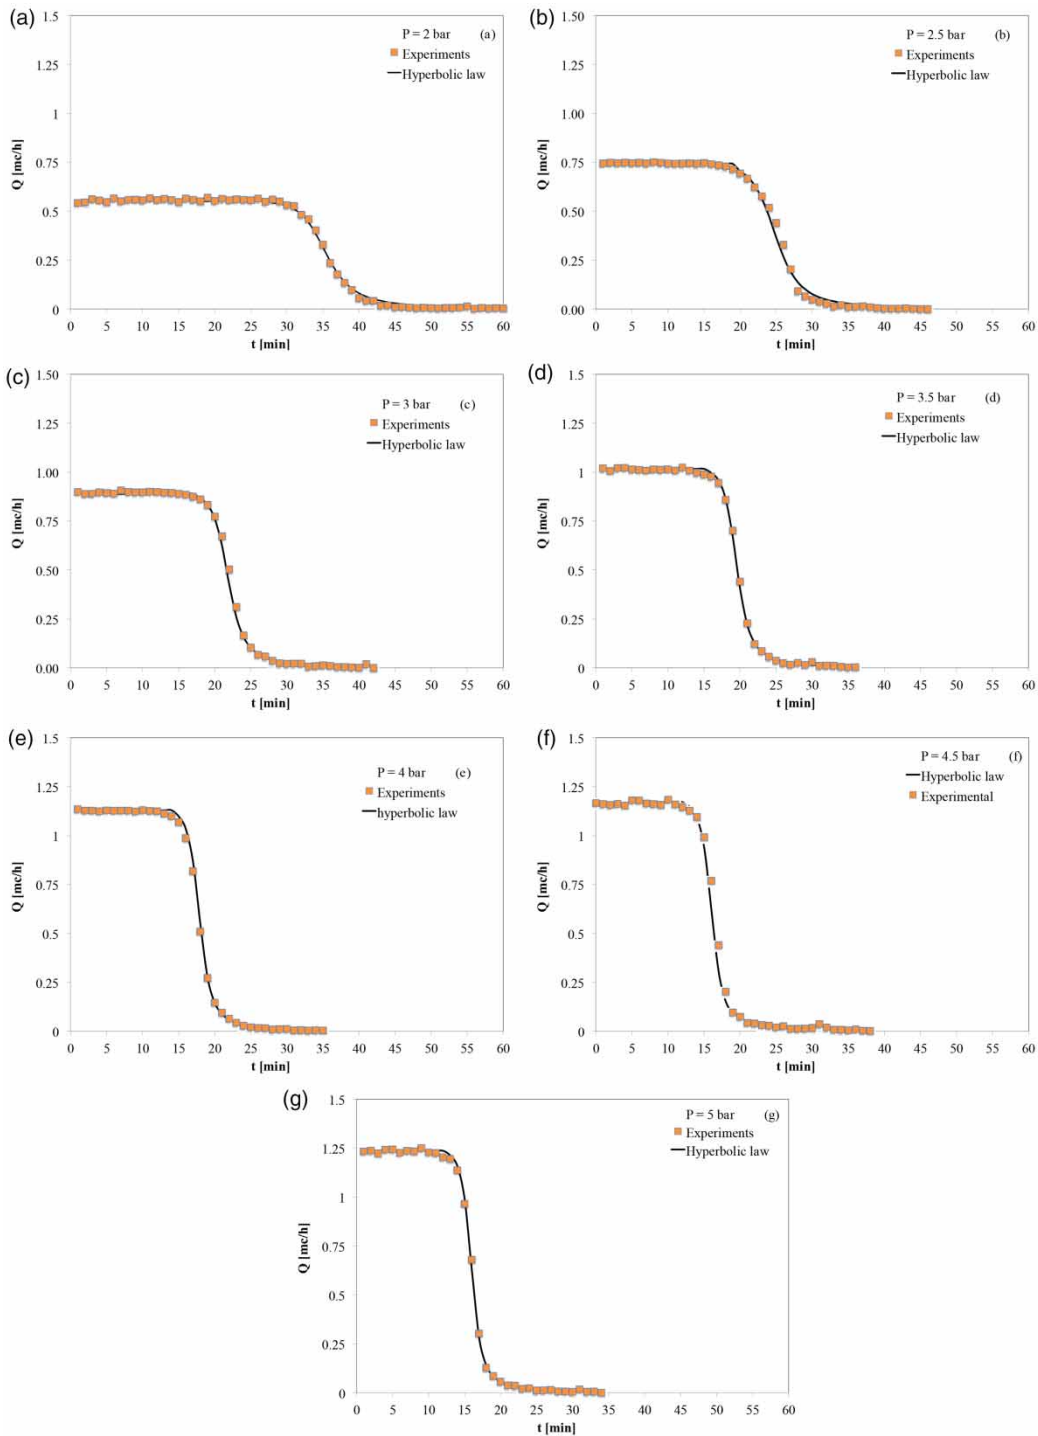 (a)
1.5
P = 2 bar (a)
Experiments
Hyperbolic law
1.25
1
0.75
0.5
0.25
0
Q [mc/h]
0 5 10 15 20 25 30 35 40 45 50 55 60
t [min]
(b)
1.50
P = 2.5 bar (b)
Experiments
Hyperbolic law
1.25
1.00
0.75
0.50
0.25
0.00
Q [mc/h]
0 5 10 15 20 25 30 35 40 45 50 55 60
t [min]
(c)
1.50
P = 3 bar (c)
Experiments
Hyperbolic law
1.25
1.00
0.75
0.50
0.25
0.00
Q [mc/h]
0 5 10 15 20 25 30 35 40 45 50 55 60
t [min]
(d)
1.5
P = 3.5 bar (d)
Experiments
Hyperbolic law
1.25
1
0.75
0.5
0.25
0
Q [mc/h]
0 5 10 15 20 25 30 35 40 45 50 55 60
t [min]
(e)
1.5
P = 4 bar (e)
Experiments
hyperbolic law
1.25
1
0.75
0.5
0.25
0
Q [mc/h]
0 5 10 15 20 25 30 35 40 45 50 55 60
t [min]
(f)
1.5
P = 4.5 bar (f)
Hyperbolic law
Experimental
1.25
1
0.75
0.5
0.25
0
Q [mc/h]
0 5 10 15 20 25 30 35 40 45 50 55 60
t [min]
(g)
1.5
P = 5 bar (g)
Experiments
Hyperbolic law
1.25
1
0.75
0.5
0.25
0
Q [mc/h]
0 5 10 15 20 25 30 35 40 45 50 55 60
t [min]